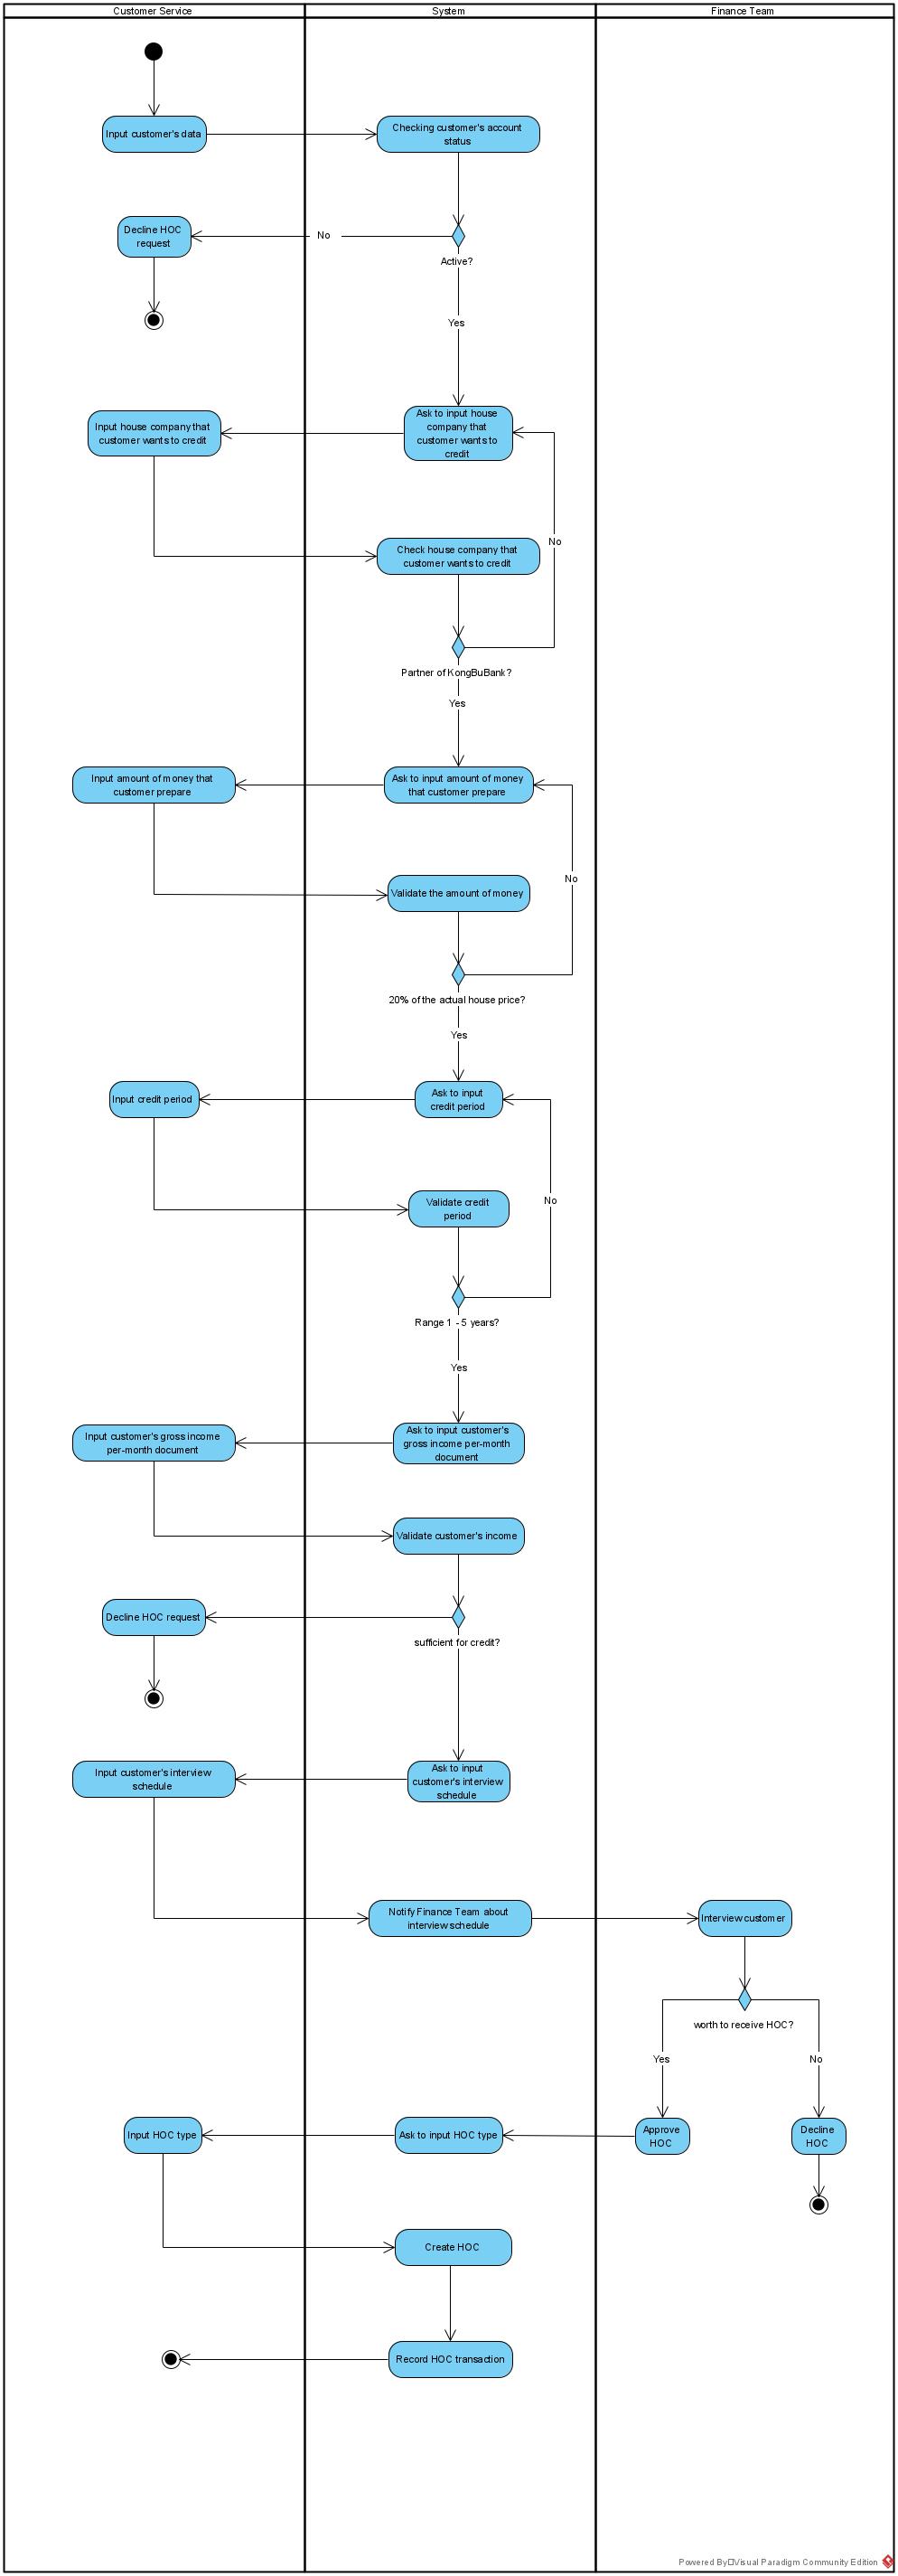 Customer Service
System
Finance Team
Input customer's data
Checking customer's account
status
Decline HOC
request
No
Active?
Yes
Input house company that
customer wants to credit
Ask to input house
company that
customer wants to
credit
No
Check house company that
customer wants to credit
Partner of KongBuBank?
Yes
Input amount of money that
customer prepare
Ask to input amount of money
that customer prepare
No
Validate the amount of money
20% of the actual house price?
Yes
Input credit period
Ask to input
credit period
No
Validate credit
period
Range 1 - 5 years?
Yes
Input customer's gross income
per-month document
Ask to input customer's
gross income per-month
document
Validate customer's income
Decline HOC request
sufficient for credit?
Input customer's interview
schedule
Ask to input
customer's interview
schedule
Notify Finance Team about
interview schedule
Interview customer
worth to receive HOC?
Yes
No
Input HOC type
Ask to input HOC type
Approve
HOC
Decline
HOC
Create HOC
Record HOC transaction
Powered By□Visual Paradigm Community Edition